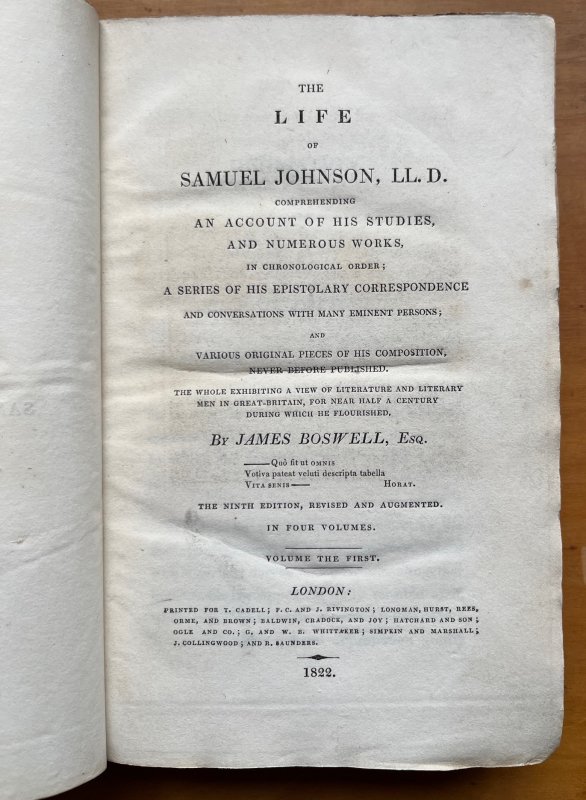 THE
LIFE
OF
SAMUEL JOHNSON, LL. D.
COMPREHENDING
AN ACCOUNT OF HIS STUDIES,
AND NUMEROUS WORKS,
IN CHRONOLOGICAL ORDER;
A SERIES OF HIS EPISTOLARY CORRESPONDENCE
AND CONVERSATIONS WITH MANY EMINENT PERSONS;
AND
VARIOUS ORIGINAL PIECES OF HIS COMPOSITION,
NEVER BEFORE PUBLISHED.
THE WHOLE EXHIBITING A VIEW OF LITERATURE AND LITERARY
MEN IN GREAT-BRITAIN, FOR NEAR HALF A CENTURY
DURING WHICH HE FLOURISHED.
BY JAMES BOSWELL, ESQ.
——Quò fit ut OMNIS
Votiva pateat veluti descripta tabella
VITA SENIS—— HORAT.
THE NINTH EDITION, REVISED AND AUGMENTED.
IN FOUR VOLUMES.
VOLUME THE FIRST.
LONDON:
PRINTED FOR T. CADELL; F. C. AND J. RIVINGTON; LONGMAN, HURST, REES,
ORME, AND BROWN; BALDWIN, CRADOCK, AND JOY; HATCHARD AND SON;
OGLE AND CO.; G. AND W. B. WHITTAKER; SIMPKIN AND MARSHALL;
J. COLLINGWOOD; AND R. SAUNDERS.
1822.